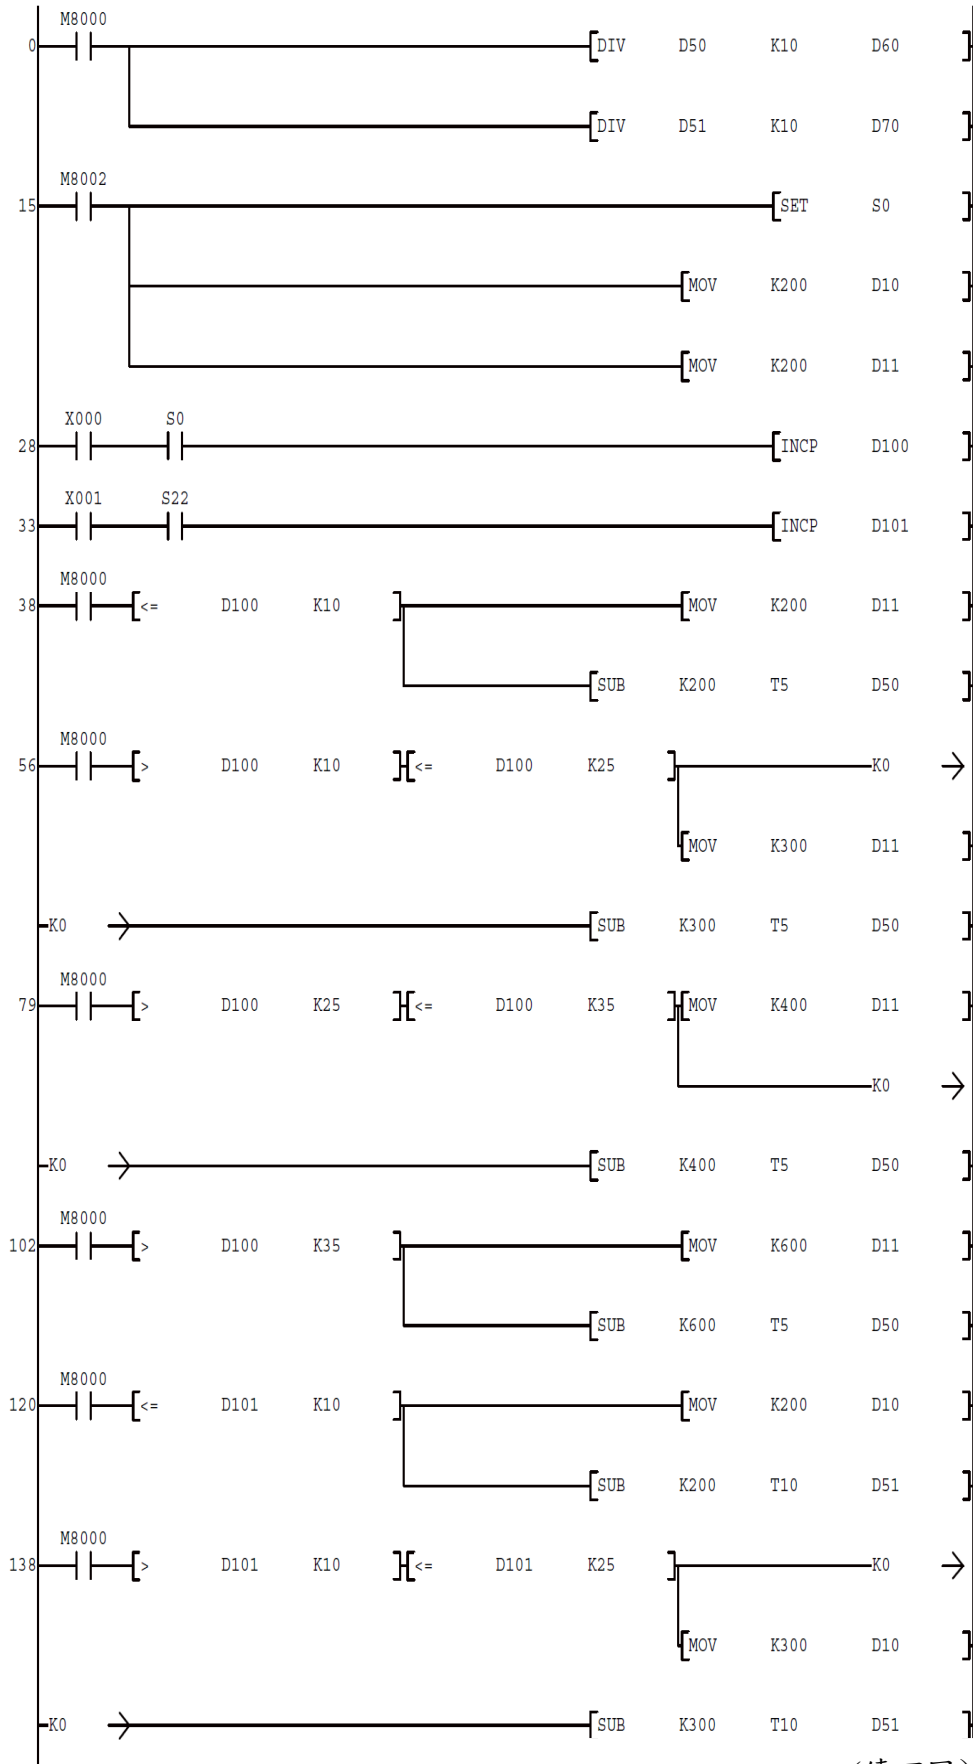 M8000
0 DIV D50 K10 D60
DIV D51 K10 D70
M8002
15 SET S0
MOV K200 D10
MOV K200 D11
X000 S0
28 INCP D100
X001 S22
33 INCP D101
M8000
38 <= D100 K10 MOV K200 D11
SUB K200 T5 D50
M8000
56 > D100 K10 <= D100 K25 K0
MOV K300 D11
K0 SUB K300 T5 D50
M8000
79 > D100 K25 <= D100 K35 MOV K400 D11
K0
K0 SUB K400 T5 D50
M8000
102 > D100 K35 MOV K600 D11
SUB K600 T5 D50
M8000
120 <= D101 K10 MOV K200 D10
SUB K200 T10 D51
M8000
138 > D101 K10 <= D101 K25 K0
MOV K300 D10
K0 SUB K300 T10 D51